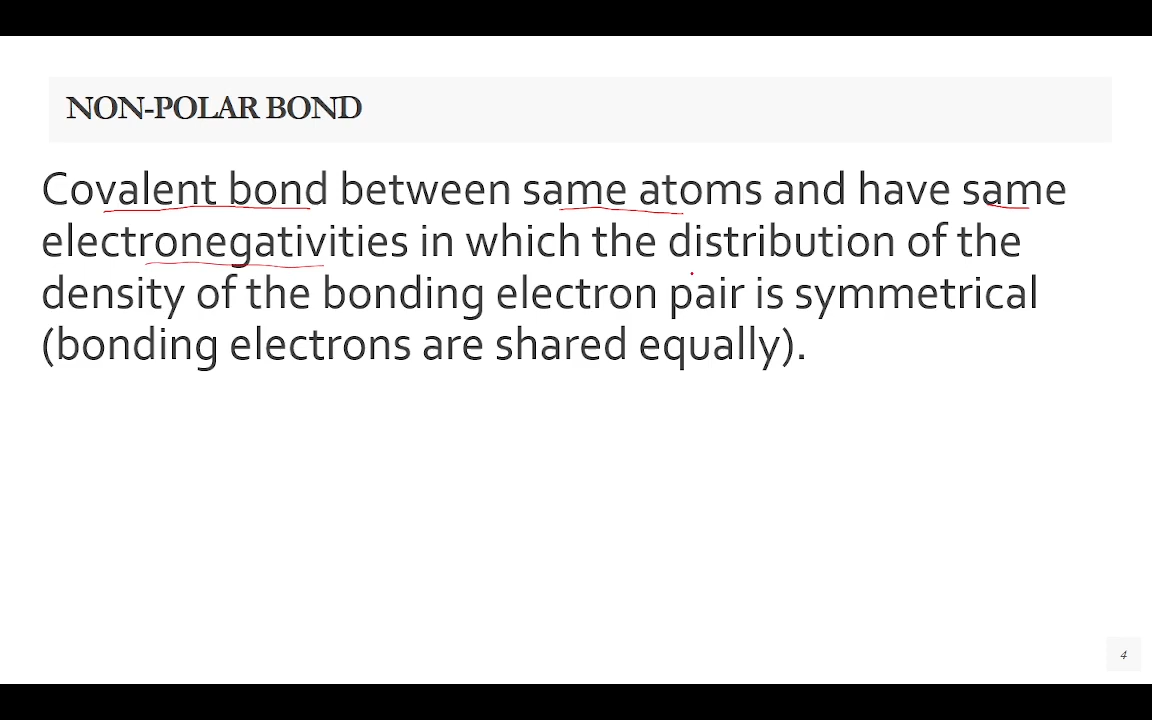 NON-POLAR BOND
Covalent bond between same atoms and have same
electronegativities in which the distribution of the
density of the bonding electron pair is symmetrical
(bonding electrons are shared equally).
4